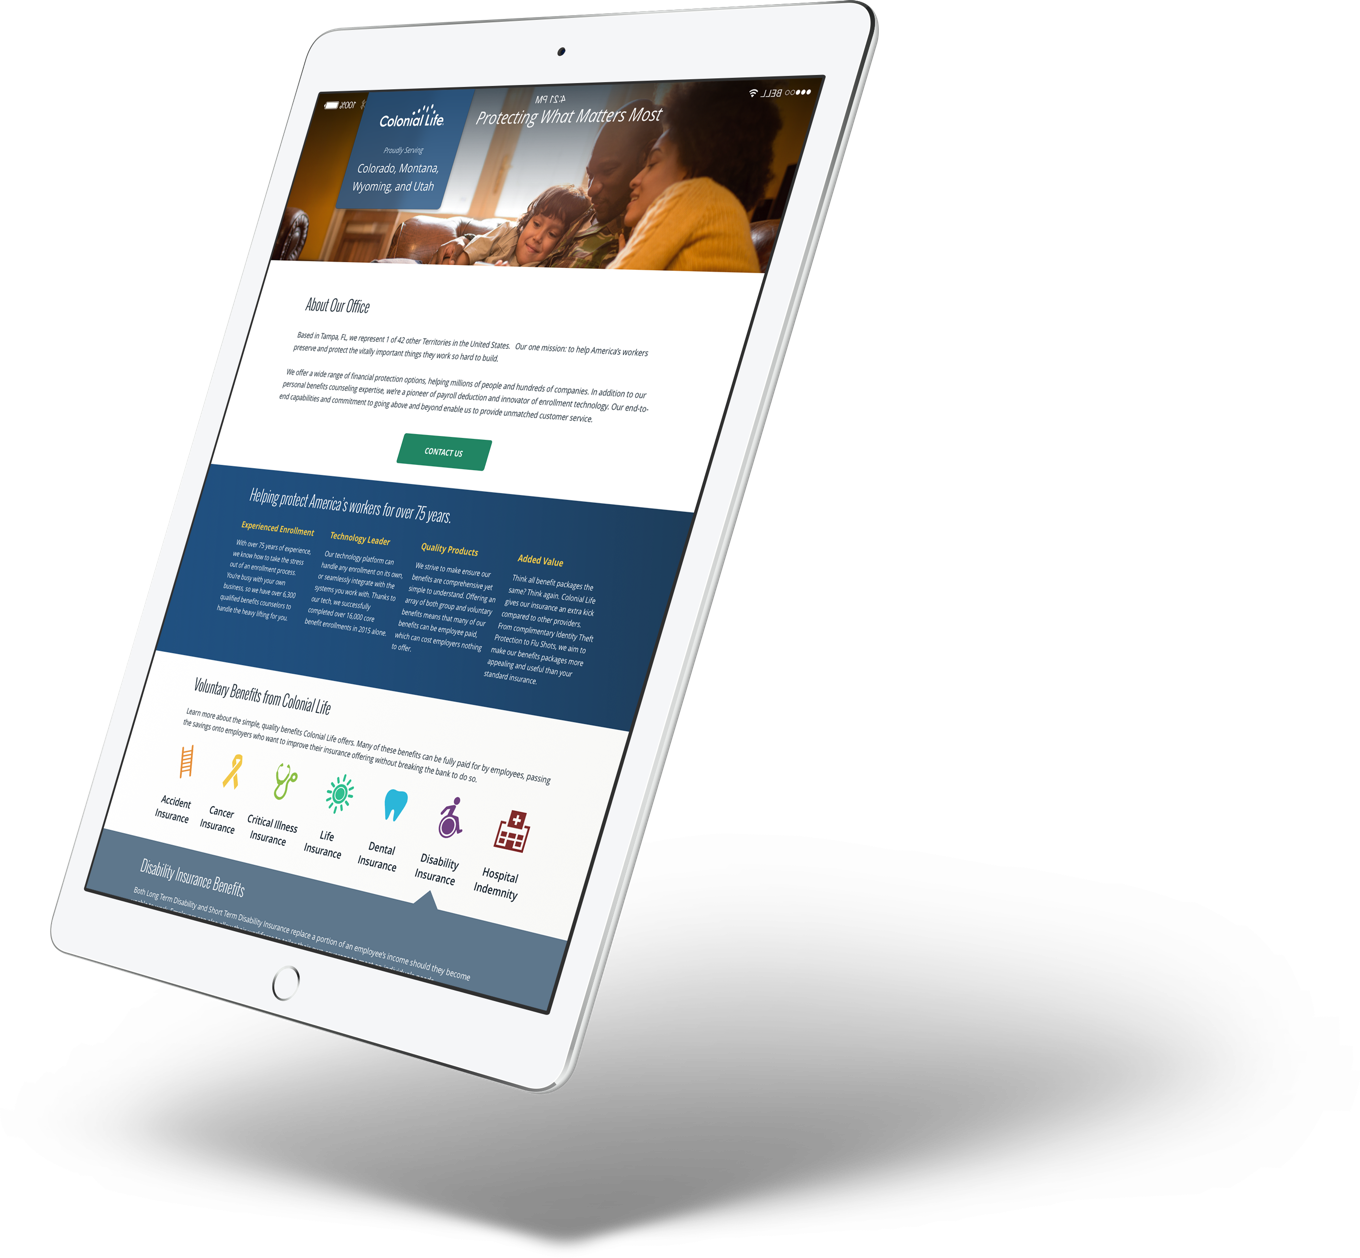 100%
4:21 PM
BELL
Colonial Life
Protecting What Matters Most
Proudly Serving
Colorado, Montana,
Wyoming, and Utah
About Our Office
Based in Tampa, FL, we represent 1 of 42 other Territories in the United States. Our one mission: to help America's workers
preserve and protect the vitally important things they work so hard to build.
We offer a wide range of financial protection options, helping millions of people and hundreds of companies. In addition to our
personal benefits counseling expertise, we're a pioneer of payroll deduction and innovator of enrollment technology. Our end-to-
end capabilities and commitment to going above and beyond enable us to provide unmatched customer service.
CONTACT US
Helping protect America's workers for over 75 years.
Experienced Enrollment
With over 75 years of experience,
we know how to take the stress
out of an enrollment process.
You're busy with your own
business, so we have over 6,300
qualified benefits counselors to
handle the heavy lifting for you.
Technology Leader
Our technology platform can
handle any enrollment on its own,
or seamlessly integrate with the
systems you work with. Thanks to
our tech, we successfully
completed over 16,000 core
benefit enrollments in 2015 alone.
Quality Products
We strive to make ensure our
benefits are comprehensive yet
simple to understand. Offering an
array of both group and voluntary
benefits means that many of our
benefits can be employee paid,
which can cost employers nothing
to offer.
Added Value
Think all benefit packages the
same? Think again. Colonial Life
gives our insurance an extra kick
compared to other providers.
From complimentary Identity Theft
Protection to Flu Shots, we aim to
make our benefits packages more
appealing and useful than your
standard insurance.
Voluntary Benefits from Colonial Life
Learn more about the simple, quality benefits Colonial Life offers. Many of these benefits can be fully paid for by employees, passing
the savings onto employers who want to improve their insurance offering without breaking the bank to do so.
Accident
Insurance
Cancer
Insurance
Critical Illness
Insurance
Life
Insurance
Dental
Insurance
Disability
Insurance
Hospital
Indemnity
Disability Insurance Benefits
Both Long Term Disability and Short Term Disability Insurance replace a portion of an employee's income should they become